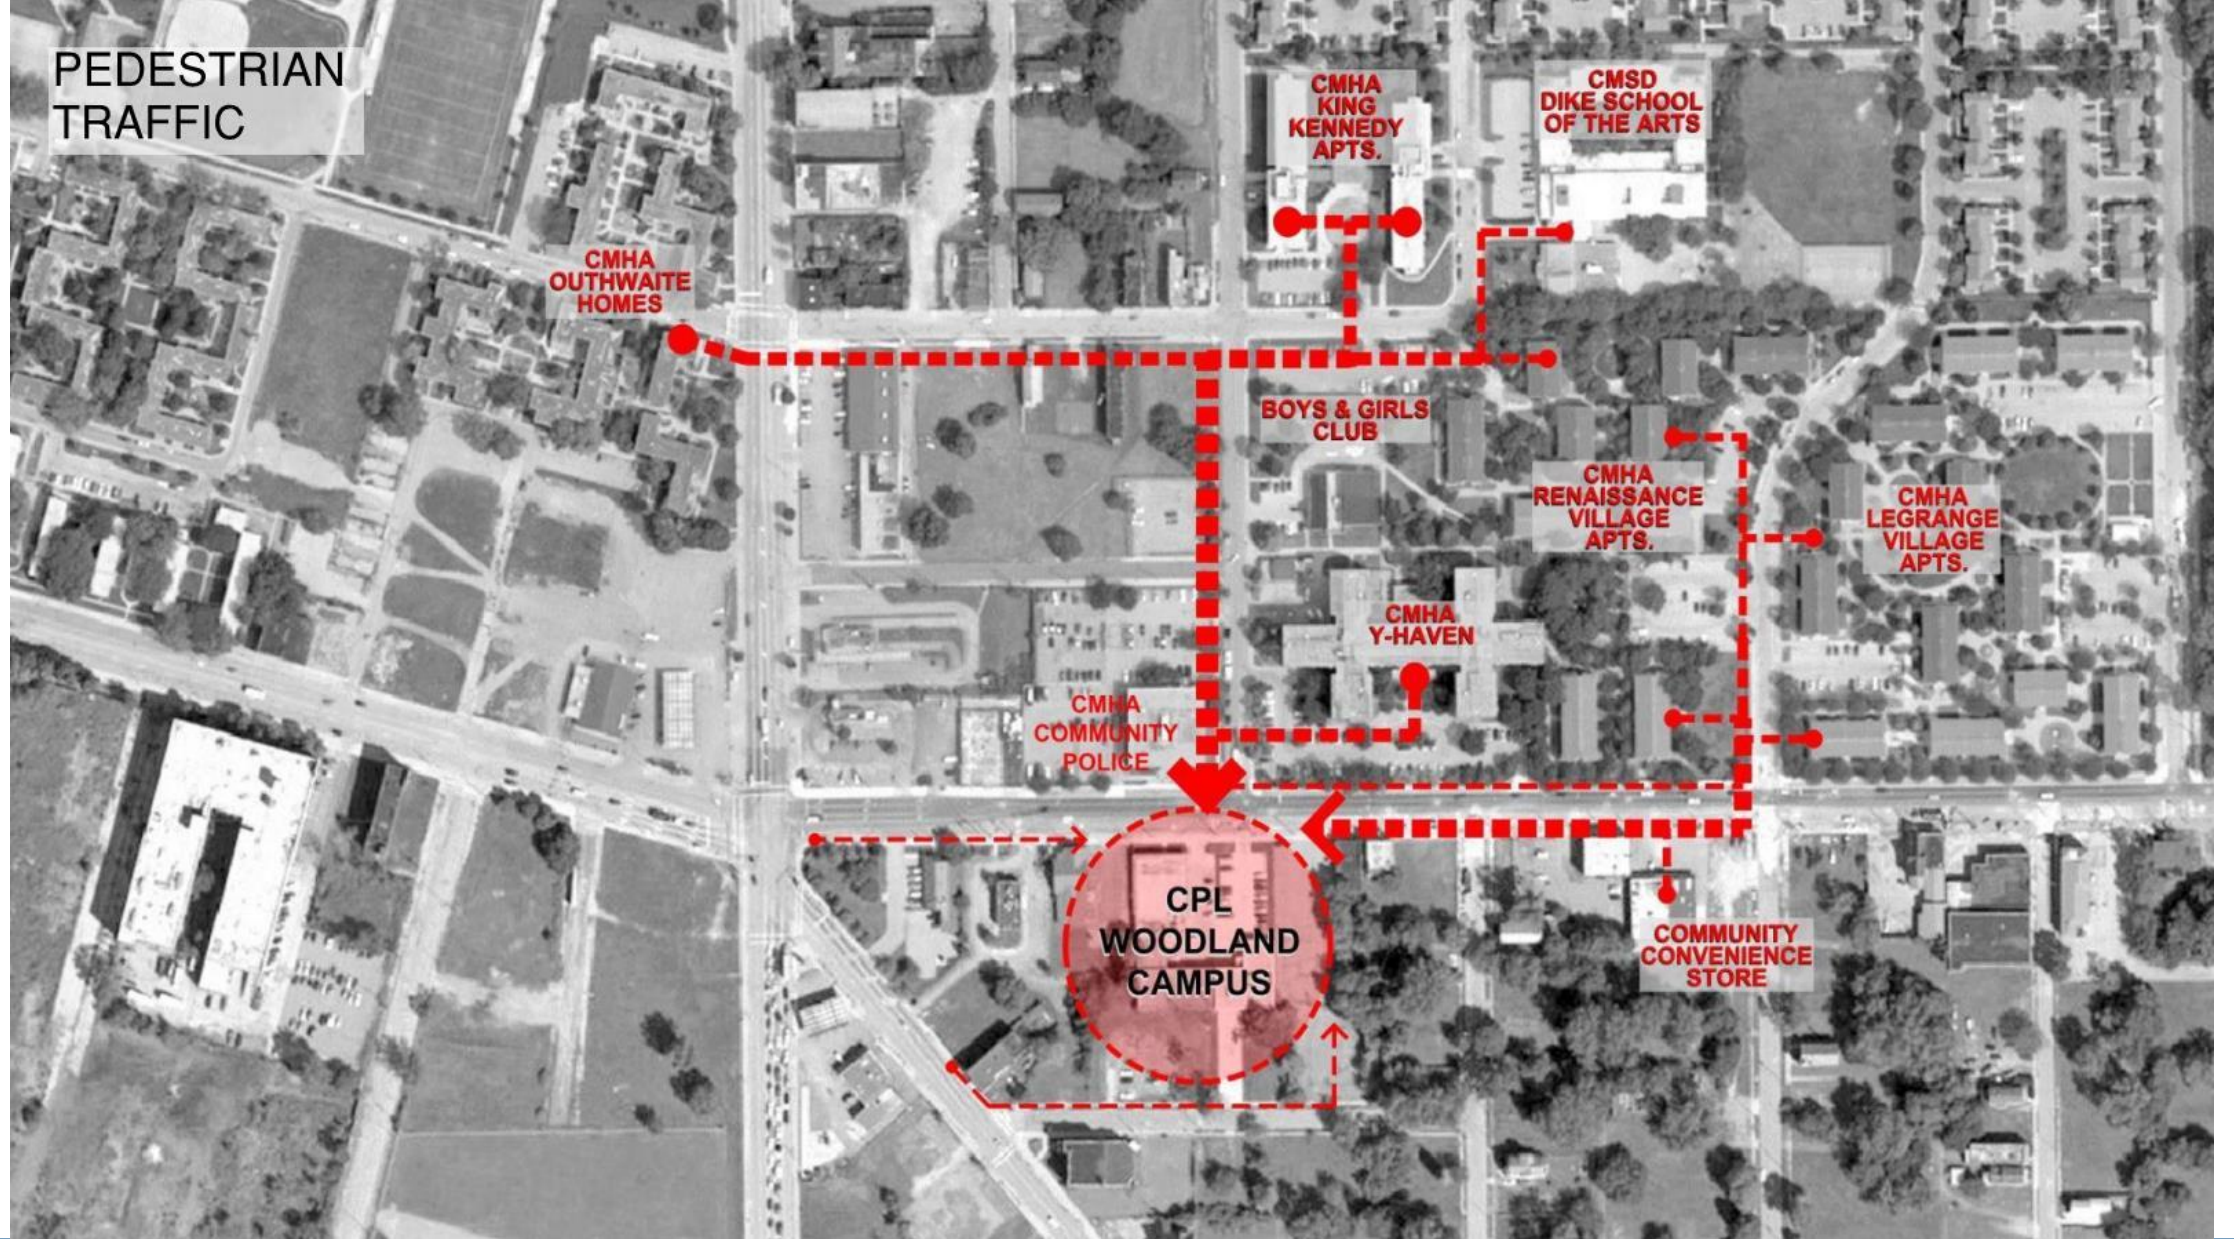 PEDESTRIAN
TRAFFIC
CMHA
KING
KENNEDY
APTS.
CMSD
DIKE SCHOOL
OF THE ARTS
CMHA
OUTHWAITE
HOMES
BOYS & GIRLS
CLUB
CMHA
RENAISSANCE
VILLAGE
APTS.
CMHA
LEGRANGE
VILLAGE
APTS.
CMHA
Y-HAVEN
CMHA
COMMUNITY
POLICE
CPL
WOODLAND
CAMPUS
COMMUNITY
CONVENIENCE
STORE